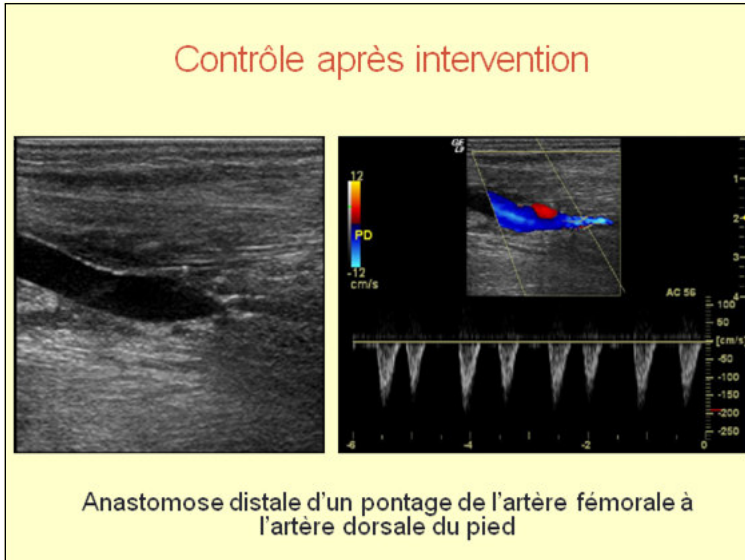 Contrôle après intervention
12
PD
-12
cm/s
1
2
3
4
AC 56
100
50
[cm/s]
-50
-100
-150
-200
-250
-6
-4
-2
0
Anastomose distale d'un pontage de l'artère fémorale à
l'artère dorsale du pied